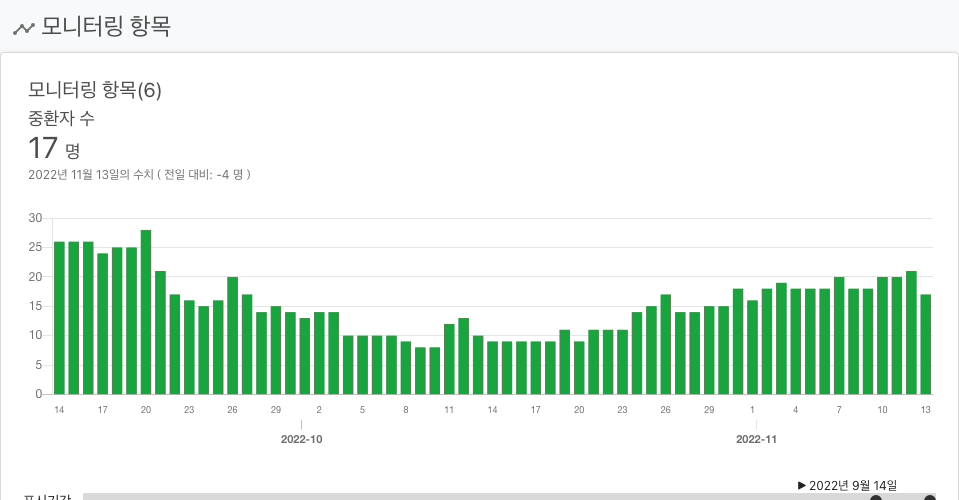 모니터링 항목
모니터링 항목(6)
중환자 수
17 명
2022년 11월 13일의 수치 ( 전일 대비: -4 명 )
30
25
20
15
10
5
0
14 17 20 23 26 29 2 5 8 11 14 17 20 23 26 29 1 4 7 10 13
2022-10 2022-11
▶ 2022년 9월 14일
표시기간